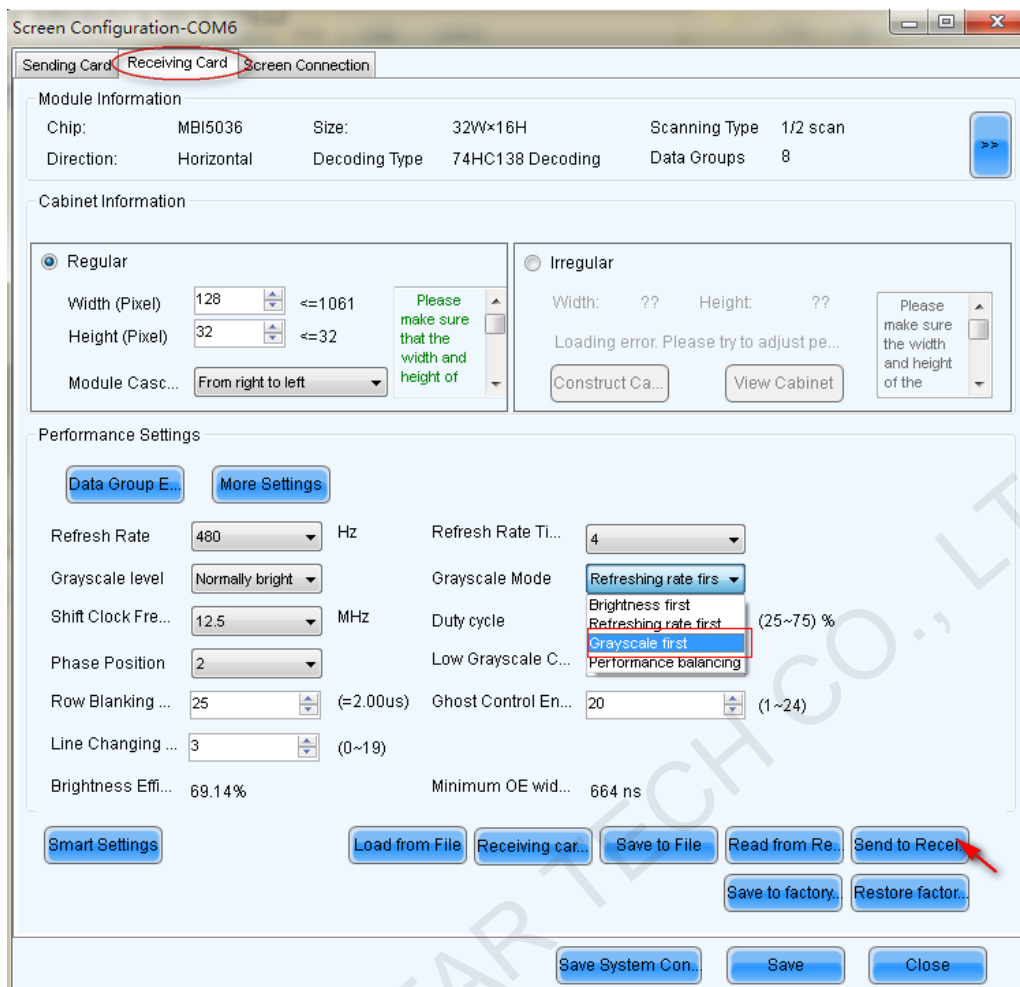 Screen Configuration-COM6
Sending Card Receiving Card Screen Connection
Module Information
Chip: MBI5036 Size: 32W×16H Scanning Type 1/2 scan
Direction: Horizontal Decoding Type 74HC138 Decoding Data Groups 8
>>
Cabinet Information
Regular
Width (Pixel) 128 <=1061
Height (Pixel) 32 <=32
Module Casc... From right to left
Please
make sure
that the
width and
height of
Irregular
Width: ?? Height: ??
Loading error. Please try to adjust pe...
Construct Ca... View Cabinet
Please
make sure
the width
and height
of the
Performance Settings
Data Group E... More Settings
Refresh Rate 480 Hz Refresh Rate Ti... 4
Grayscale level Normally bright Grayscale Mode Refreshing rate firs
Brightness first
Shift Clock Fre... 12.5 MHz Duty cycle Refreshing rate first (25~75) %
Grayscale first
Phase Position 2 Low Grayscale C... Performance balancing
Row Blanking ... 25 (=2.00us) Ghost Control En... 20 (1~24)
Line Changing ... 3 (0~19)
Brightness Effi... 69.14% Minimum OE wid... 664 ns
Smart Settings Load from File Receiving car... Save to File Read from Re... Send to Recei...
Save to factory... Restore factor...
Save System Con... Save Close
TAR TECH CO., LT